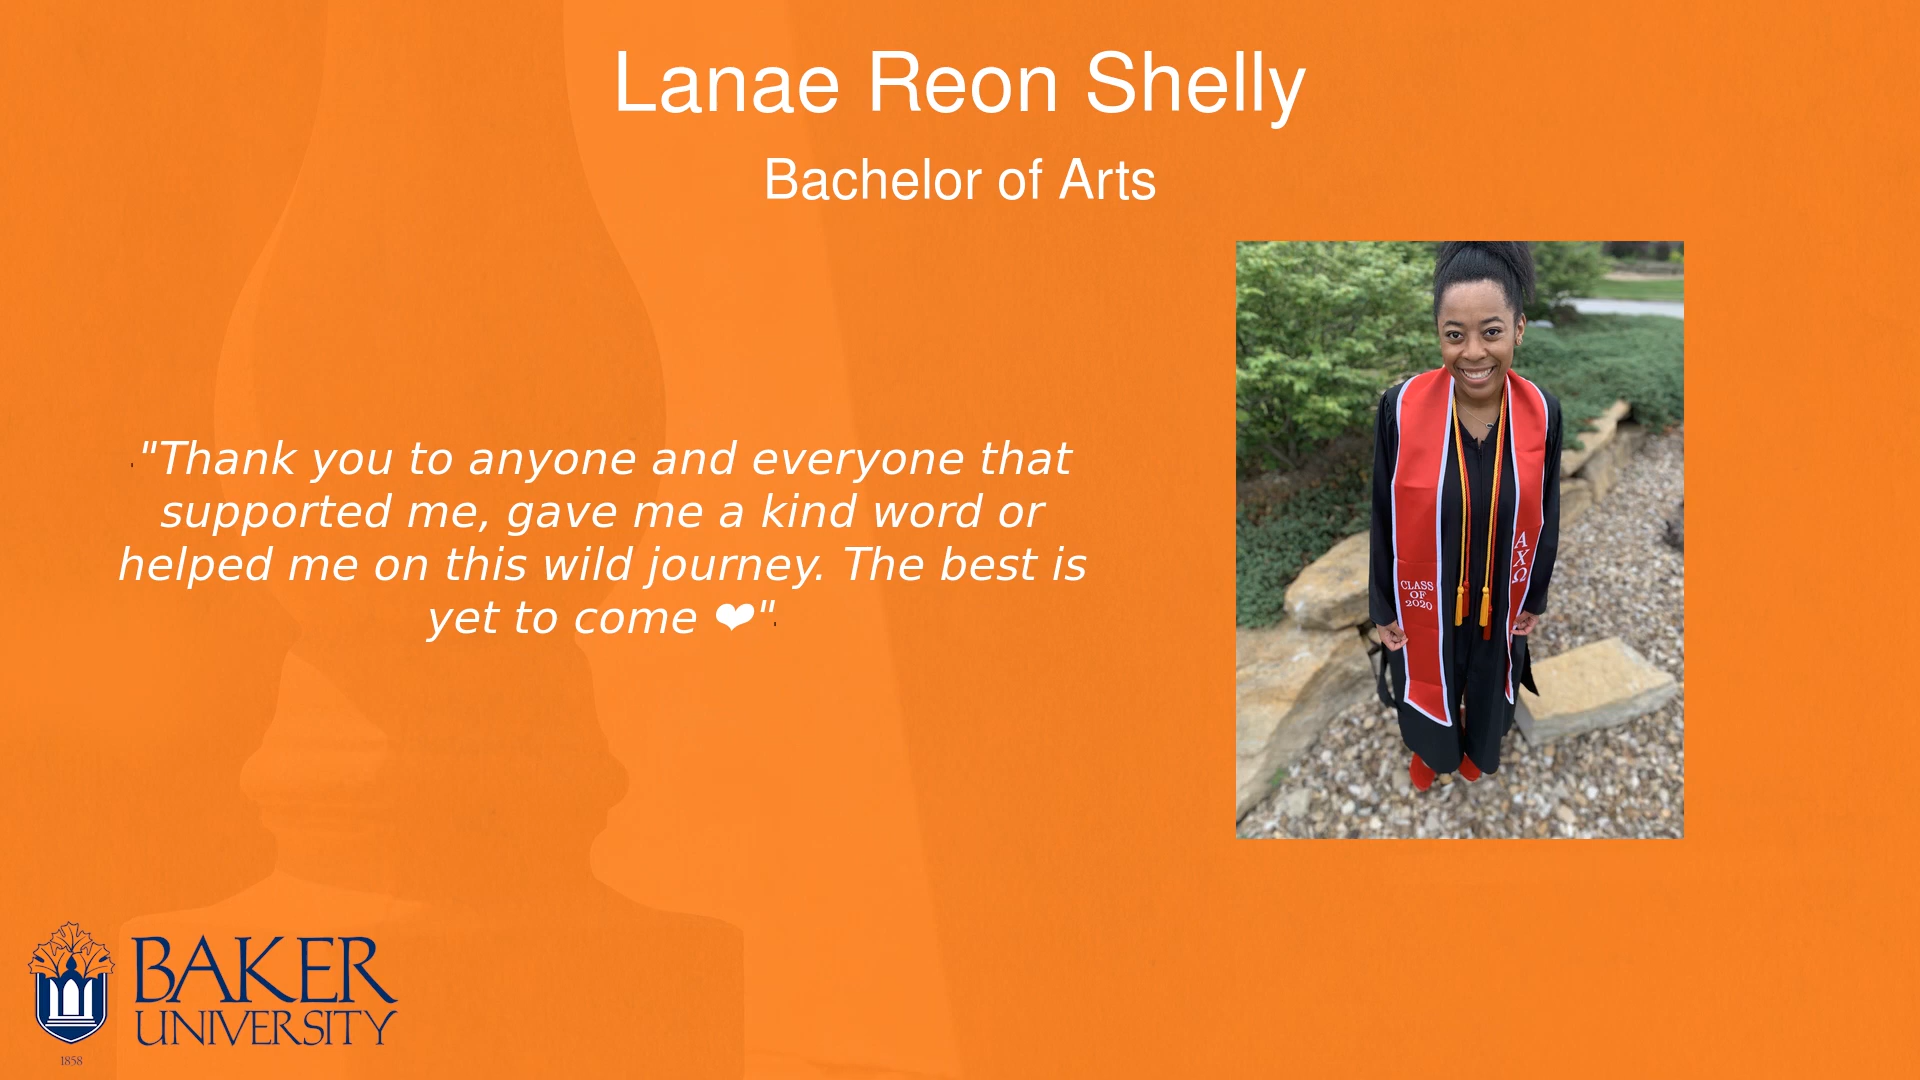 Lanae Reon Shelly
Bachelor of Arts
"Thank you to anyone and everyone that
supported me, gave me a kind word or
helped me on this wild journey. The best is
yet to come ❤"
CLASS
OF
2020
ΑΧΩ
BAKER
UNIVERSITY
1858